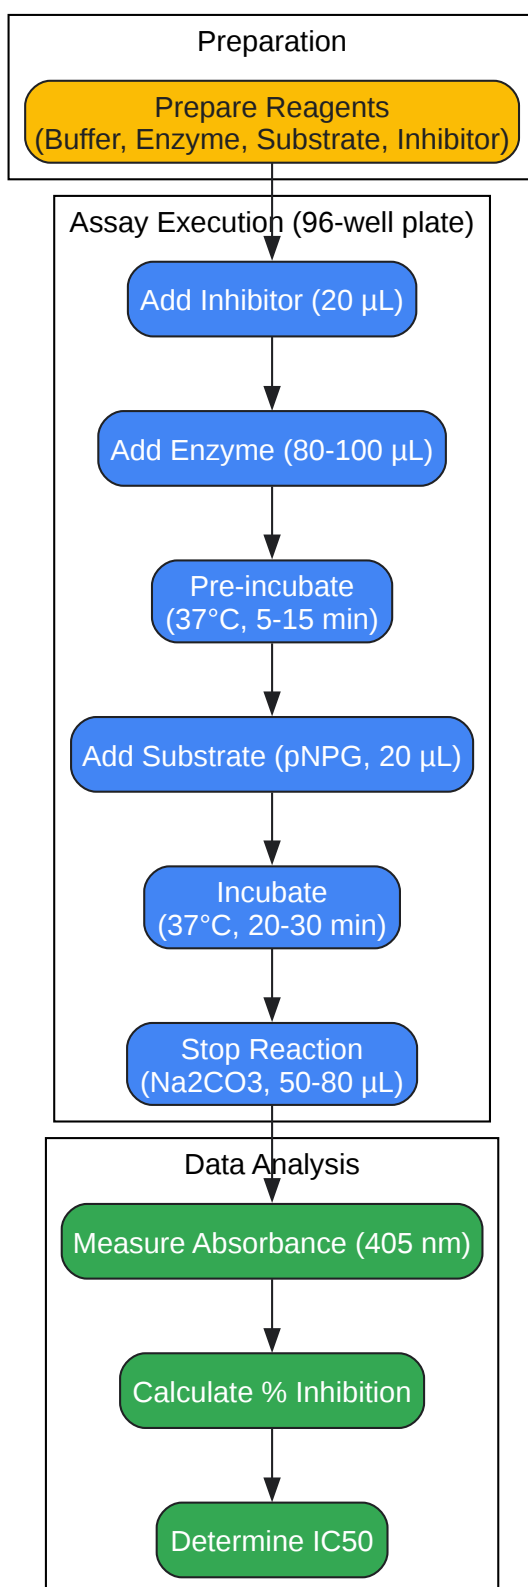 Preparation
Prepare Reagents
(Buffer, Enzyme, Substrate, Inhibitor)
Assay Execution (96-well plate)
Add Inhibitor (20 µL)
Add Enzyme (80-100 µL)
Pre-incubate
(37°C, 5-15 min)
Add Substrate (pNPG, 20 µL)
Incubate
(37°C, 20-30 min)
Stop Reaction
(Na2CO3, 50-80 µL)
Data Analysis
Measure Absorbance (405 nm)
Calculate % Inhibition
Determine IC50